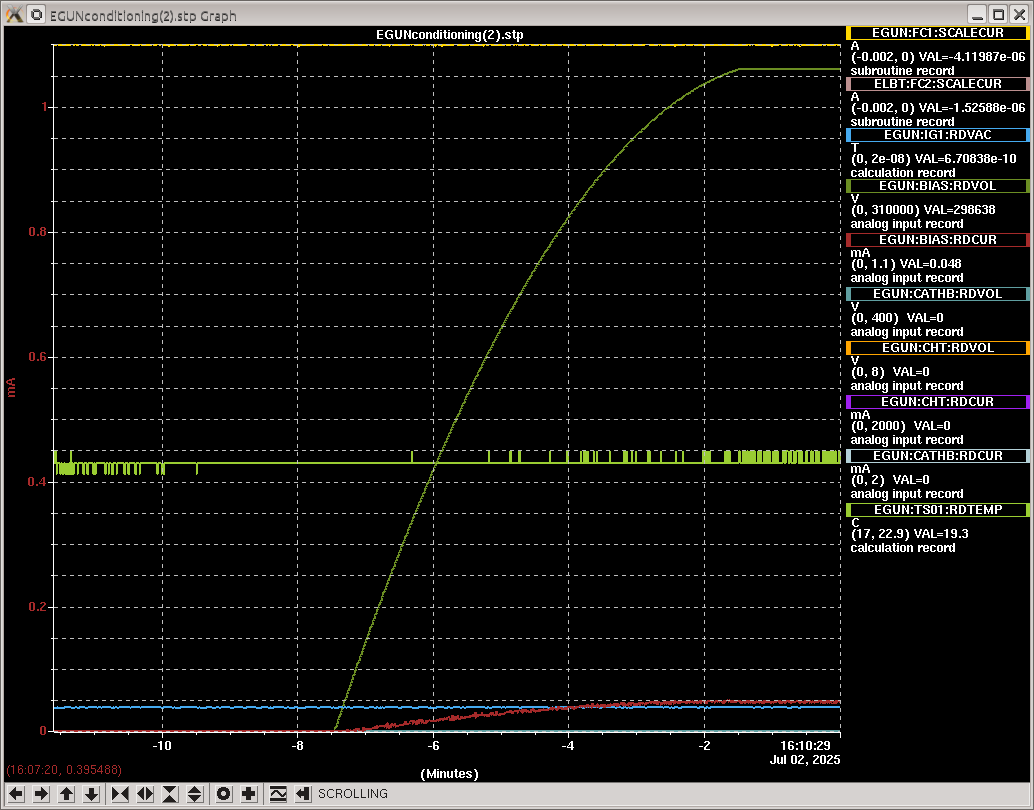 EGUNconditioning(2).stp Graph
EGUNconditioning(2).stp
EGUN:FC1:SCALECUR
A
(-0.002, 0) VAL=-4.11987e-06
subroutine record
ELBT:FC2:SCALECUR
A
(-0.002, 0) VAL=-1.52588e-06
subroutine record
EGUN:IG1:RDVAC
T
(0, 2e-08) VAL=6.70838e-10
calculation record
EGUN:BIAS:RDVOL
V
(0, 310000) VAL=298638
analog input record
EGUN:BIAS:RDCUR
mA
(0, 1.1) VAL=0.048
analog input record
EGUN:CATHB:RDVOL
V
(0, 400) VAL=0
analog input record
EGUN:CHT:RDVOL
V
(0, 8) VAL=0
analog input record
EGUN:CHT:RDCUR
mA
(0, 2000) VAL=0
analog input record
EGUN:CATHB:RDCUR
mA
(0, 2) VAL=0
analog input record
EGUN:TS01:RDTEMP
C
(17, 22.9) VAL=19.3
calculation record
1
0.8
0.6
mA
0.4
0.2
0
-10 -8 -6 -4 -2 16:10:29
Jul 02, 2025
(16:07:20, 0.395488)
(Minutes)
SCROLLING